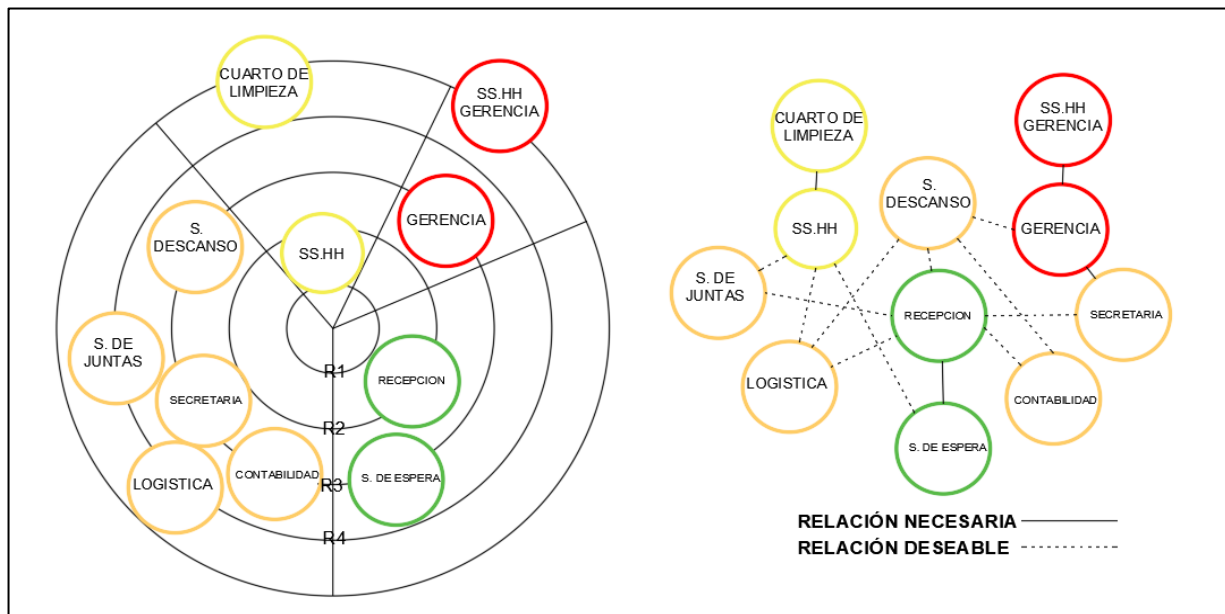 CUARTO DE
LIMPIEZA
SS.HH
GERENCIA
S.
DESCANSO
SS.HH
GERENCIA
S. DE
JUNTAS
SECRETARIA
LOGISTICA
CONTABILIDAD
RECEPCION
S. DE ESPERA
R1
R2
R3
R4
CUARTO DE
LIMPIEZA
SS.HH
GERENCIA
S.
DESCANSO
SS.HH
GERENCIA
S. DE
JUNTAS
RECEPCION
SECRETARIA
LOGISTICA
CONTABILIDAD
S. DE ESPERA
RELACIÓN NECESARIA
RELACIÓN DESEABLE